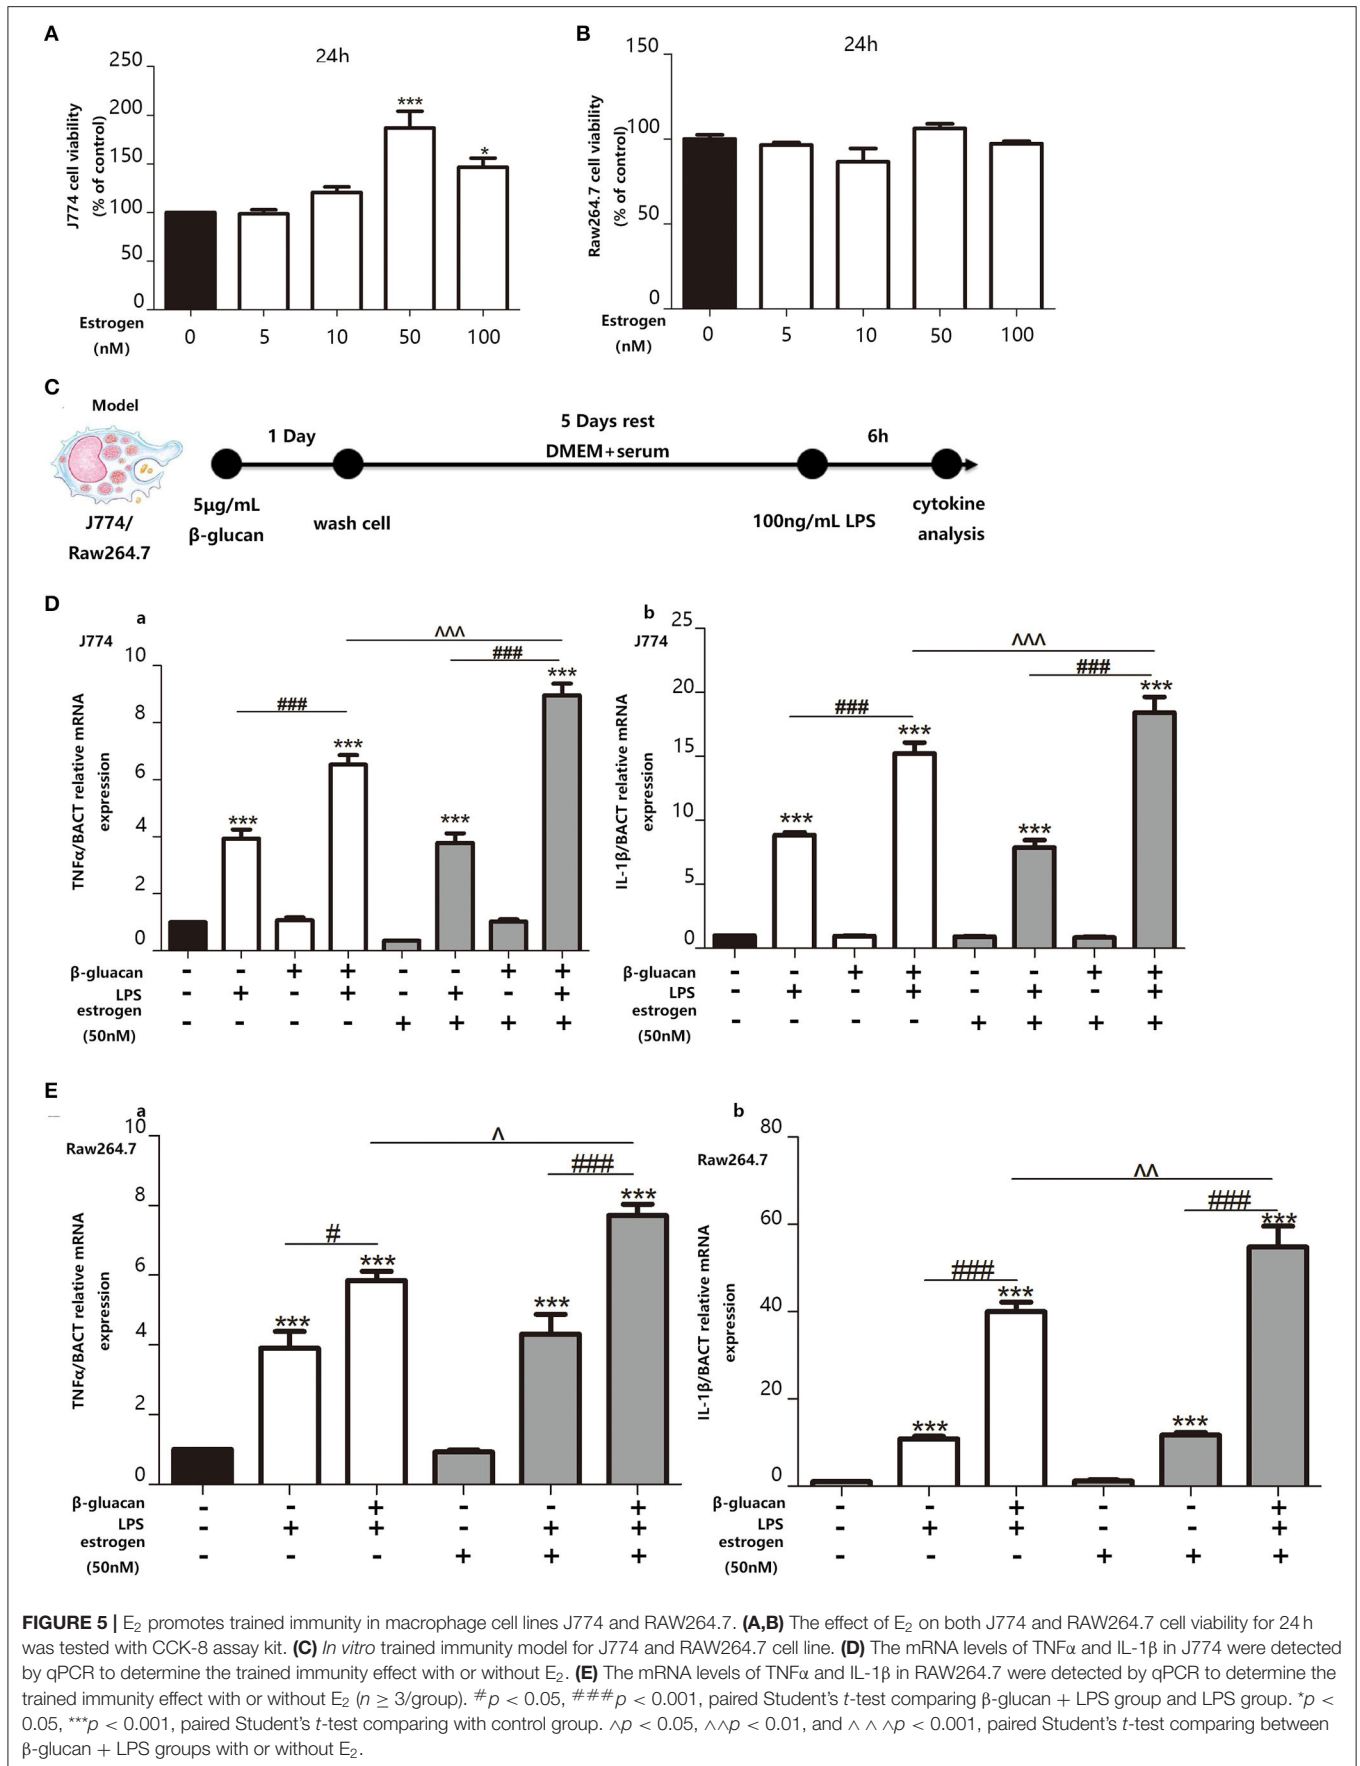 A
24h
J774 cell viability
(% of control)
250
200
150
100
50
0
***
*
Estrogen
(nM)
0 5 10 50 100
B
24h
Raw264.7 cell viability
(% of control)
150
100
50
0
Estrogen
(nM)
0 5 10 50 100
C
Model
J774/
Raw264.7
1 Day
5 Days rest
DMEM+serum
6h
5μg/mL
β-glucan
wash cell
100ng/mL LPS
cytokine
analysis
D
a
J774
TNFα/BACT relative mRNA
expression
10
8
6
4
2
0
^^^
###
###
*** *** *** ***
β-gluacan - - + + - - + +
LPS - + - + - + - +
estrogen
(50nM) - - - - + + + +
b
J774
IL-1β/BACT relative mRNA
expression
25
20
15
10
5
0
^^^
###
###
*** *** *** ***
β-gluacan - - + + - - + +
LPS - + - + - + - +
estrogen
(50nM) - - - - + + + +
E
a
Raw264.7
TNFα/BACT relative mRNA
expression
10
8
6
4
2
0
^
###
#
*** *** *** ***
β-gluacan - - + - - +
LPS - + + - + +
estrogen
(50nM) - - - + + +
b
Raw264.7
IL-1β/BACT relative mRNA
expression
80
60
40
20
0
^^
###
###
*** *** *** ***
β-gluacan - - + - - +
LPS - + + - + +
estrogen
(50nM) - - - + + +
FIGURE 5 | E₂ promotes trained immunity in macrophage cell lines J774 and RAW264.7. (A,B) The effect of E₂ on both J774 and RAW264.7 cell viability for 24 h
was tested with CCK-8 assay kit. (C) In vitro trained immunity model for J774 and RAW264.7 cell line. (D) The mRNA levels of TNFα and IL-1β in J774 were detected
by qPCR to determine the trained immunity effect with or without E₂. (E) The mRNA levels of TNFα and IL-1β in RAW264.7 were detected by qPCR to determine the
trained immunity effect with or without E₂ (n ≥ 3/group). #p < 0.05, ###p < 0.001, paired Student's t-test comparing β-glucan + LPS group and LPS group. *p <
0.05, ***p < 0.001, paired Student's t-test comparing with control group. ∧p < 0.05, ∧∧p < 0.01, and ∧ ∧ ∧p < 0.001, paired Student's t-test comparing between
β-glucan + LPS groups with or without E₂.